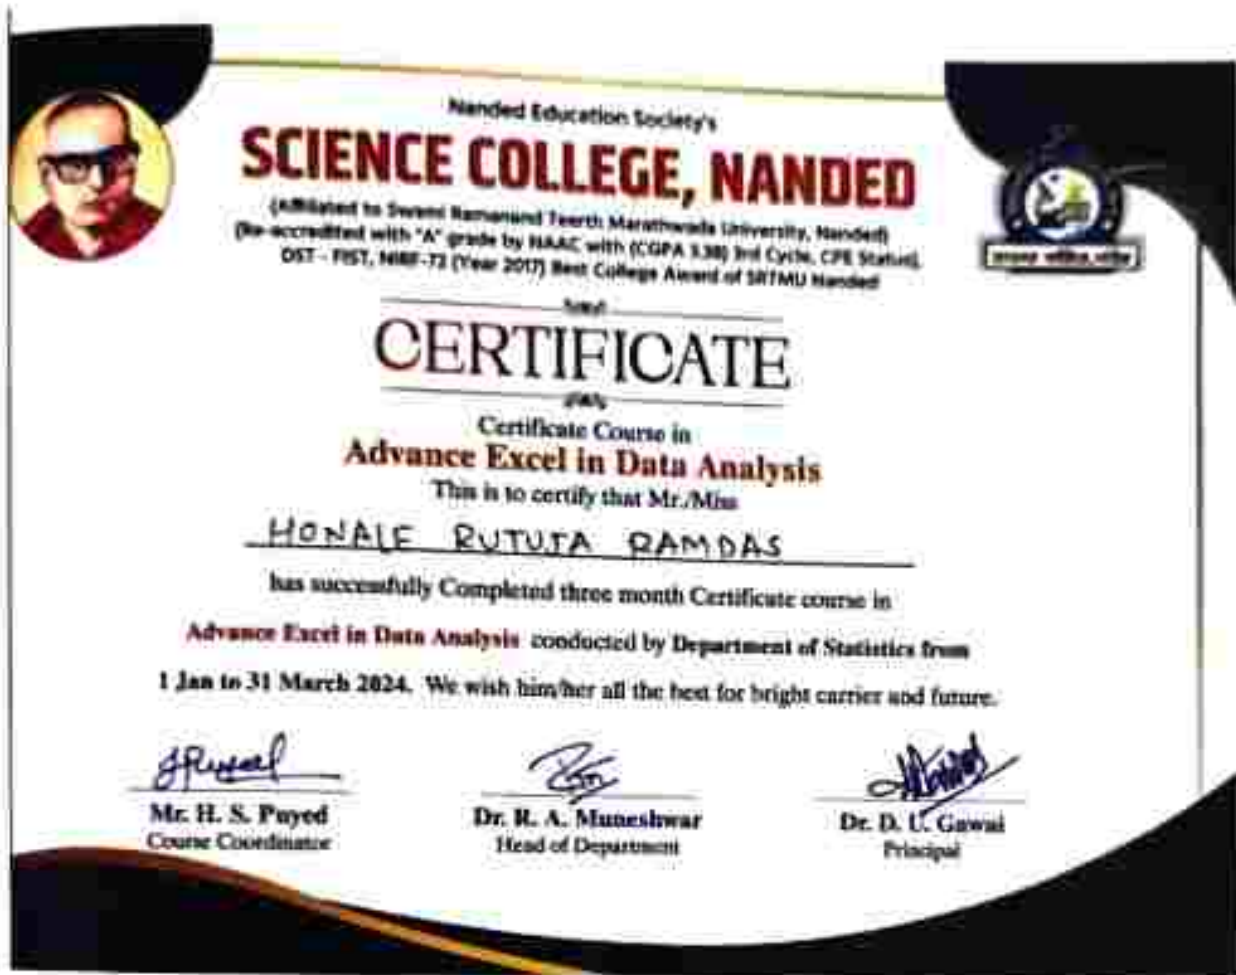 Nanded Education Society's
SCIENCE COLLEGE, NANDED
(Affiliated to Swami Ramanand Teerth Marathwada University, Nanded)
(Re-accredited with "A" grade by NAAC with (CGPA 3.38) 3rd Cycle, CPE Status),
DST - FIST, NIRF-73 (Year 2017) Best College Award of SRTMU Nanded
CERTIFICATE
Certificate Course in
Advance Excel in Data Analysis
This is to certify that Mr./Miss
HONALE RUTUJA RAMDAS
has successfully Completed three month Certificate course in
Advance Excel in Data Analysis conducted by Department of Statistics from
1 Jan to 31 March 2024. We wish him/her all the best for bright carrier and future.
Mr. H. S. Puyed
Course Coordinator
Dr. R. A. Muneshwar
Head of Department
Dr. D. U. Gawai
Principal